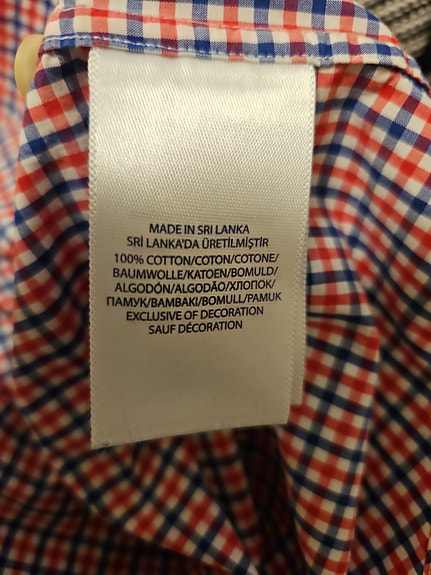 MADE IN SRI LANKA
SRİ LANKA'DA ÜRETİLMİŞTİR
100% COTTON/COTON/COTONE/
BAUMWOLLE/KATOEN/BOMULD/
ALGODÓN/ALGODÃO/ХЛОПОК/
ПАМУК/ΒΑΜΒΑΚΙ/BOMULL/PAMUK
EXCLUSIVE OF DECORATION
SAUF DÉCORATION